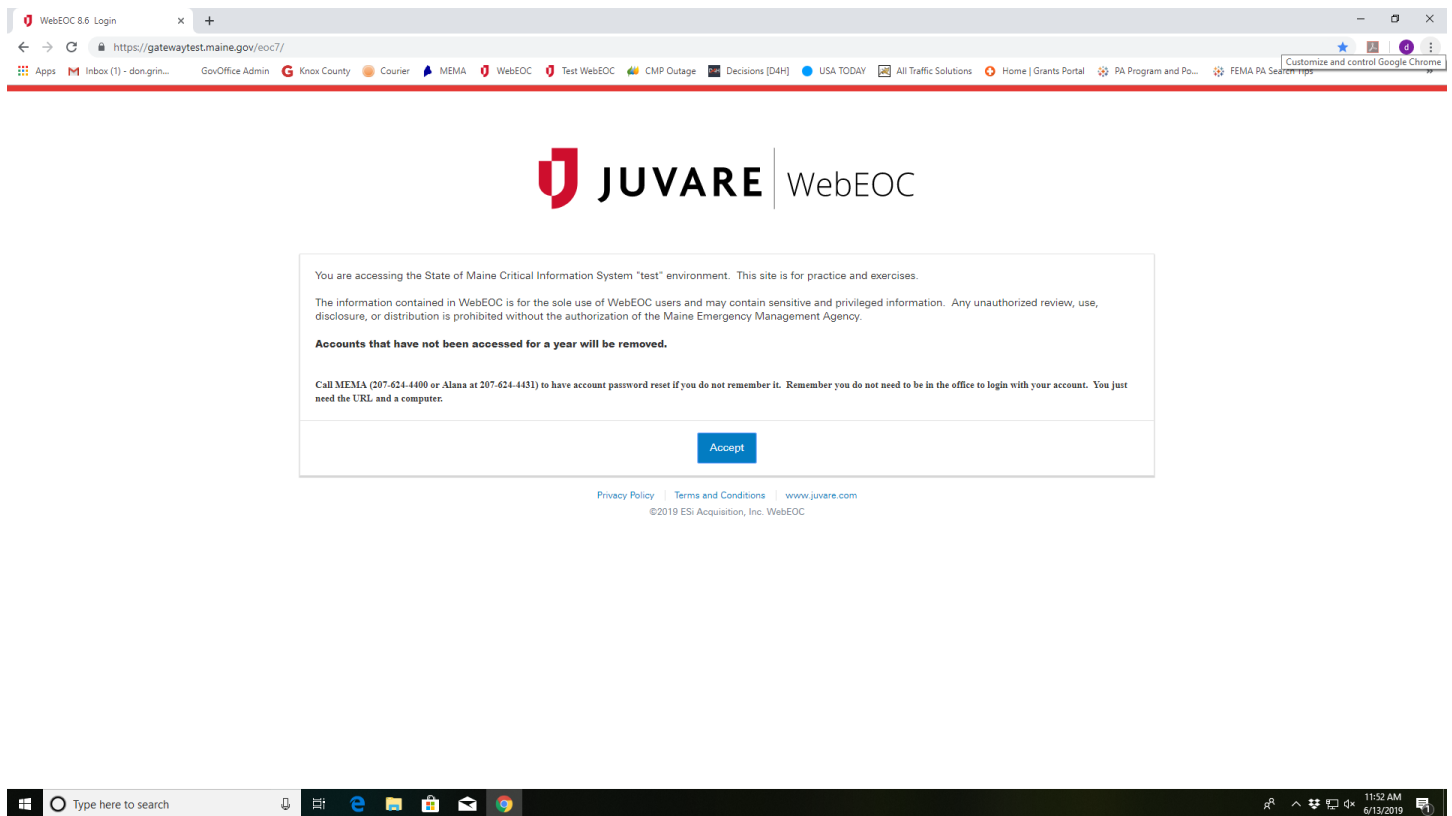 WebEOC 8.6 Login
https://gatewaytest.maine.gov/eoc7/
Apps Inbox (1) - don.grin... GovOffice Admin Knox County Courier MEMA WebEOC Test WebEOC CMP Outage Decisions [D4H] USA TODAY All Traffic Solutions Home | Grants Portal PA Program and Po... FEMA PA Search Tips »
Customize and control Google Chrome
JUVARE WebEOC
You are accessing the State of Maine Critical Information System "test" environment. This site is for practice and exercises.
The information contained in WebEOC is for the sole use of WebEOC users and may contain sensitive and privileged information. Any unauthorized review, use,
disclosure, or distribution is prohibited without the authorization of the Maine Emergency Management Agency.
Accounts that have not been accessed for a year will be removed.
Call MEMA (207-624-4400 or Alana at 207-624-4431) to have account password reset if you do not remember it. Remember you do not need to be in the office to login with your account. You just
need the URL and a computer.
Accept
Privacy Policy | Terms and Conditions | www.juvare.com
©2019 ESi Acquisition, Inc. WebEOC
Type here to search
11:52 AM
6/13/2019